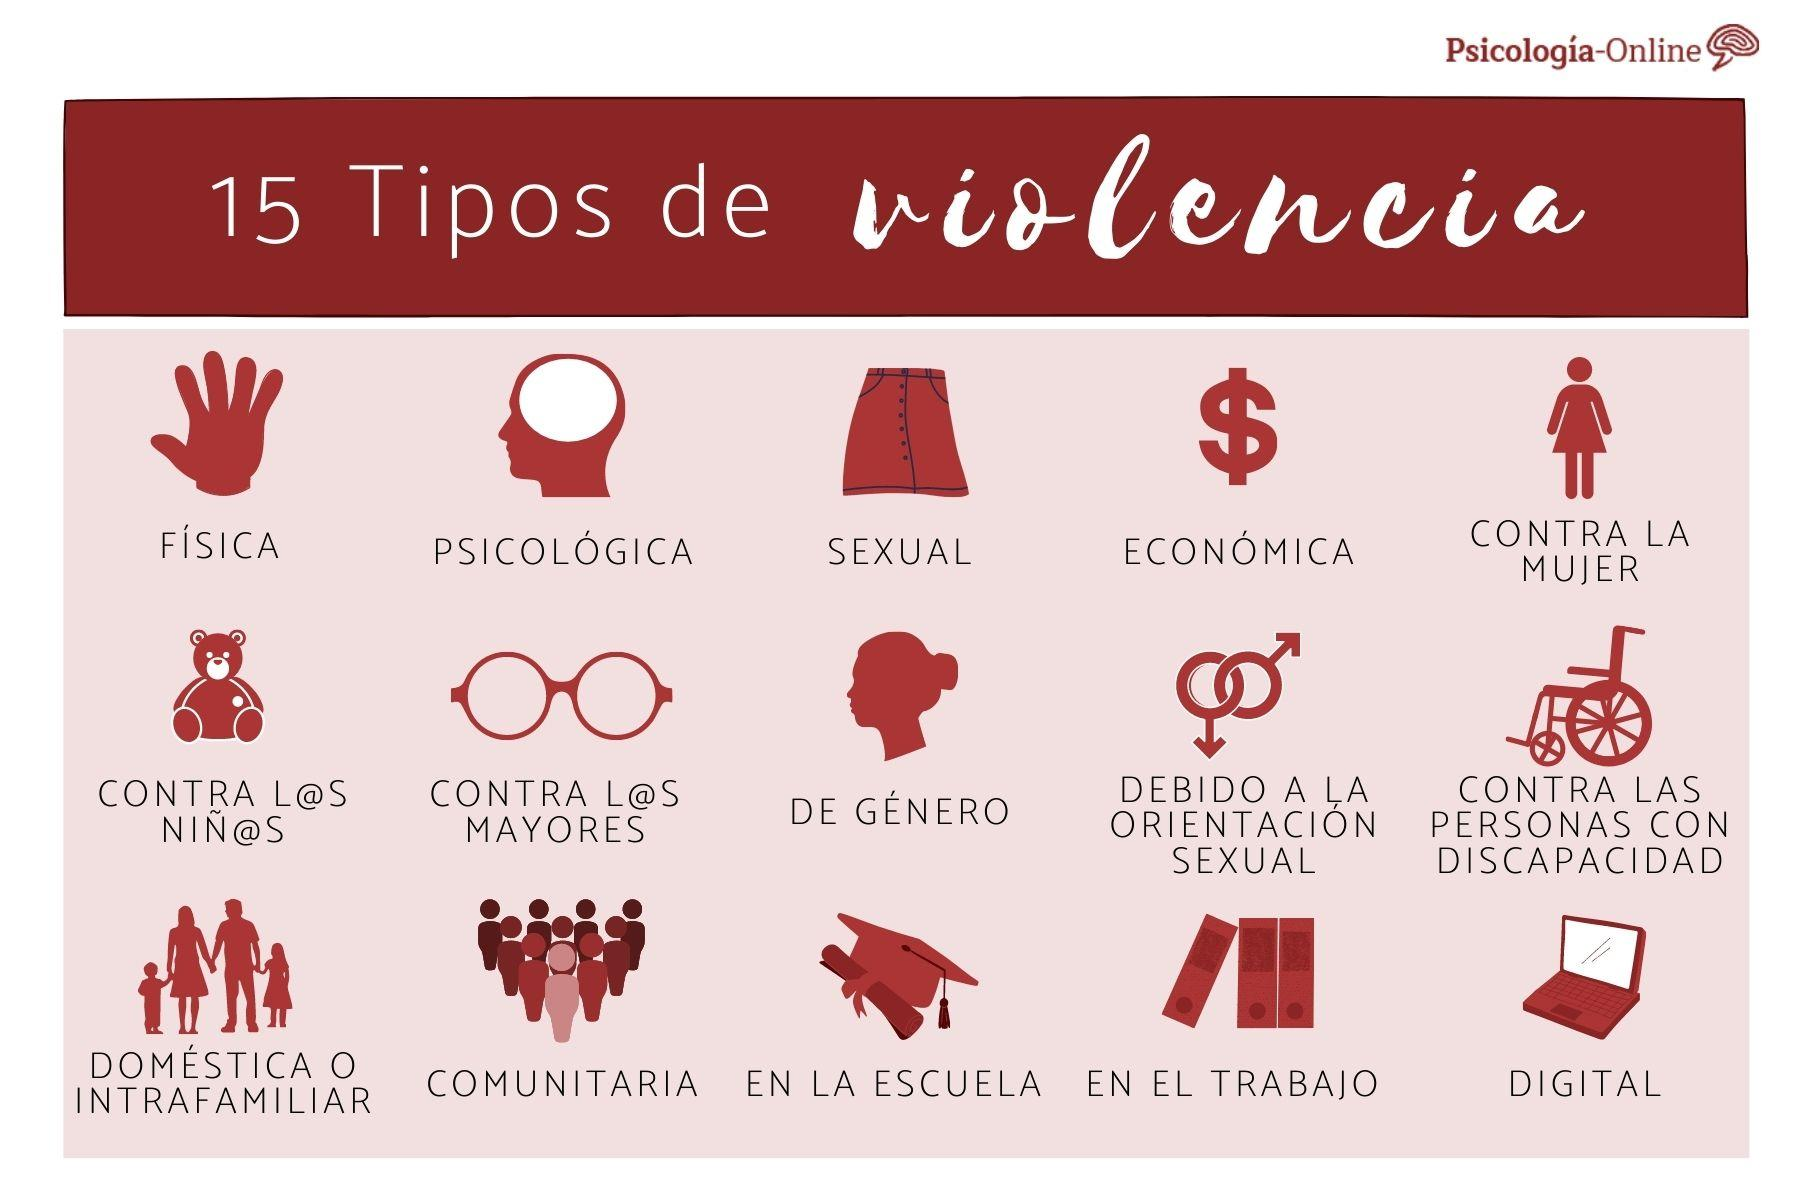 Psicología-Online
15 Tipos de violencia
FÍSICA
PSICOLÓGICA
SEXUAL
ECONÓMICA
CONTRA LA
MUJER
CONTRA L@S
NIÑ@S
CONTRA L@S
MAYORES
DE GÉNERO
DEBIDO A LA
ORIENTACIÓN
SEXUAL
CONTRA LAS
PERSONAS CON
DISCAPACIDAD
DOMÉSTICA O
INTRAFAMILIAR
COMUNITARIA
EN LA ESCUELA
EN EL TRABAJO
DIGITAL